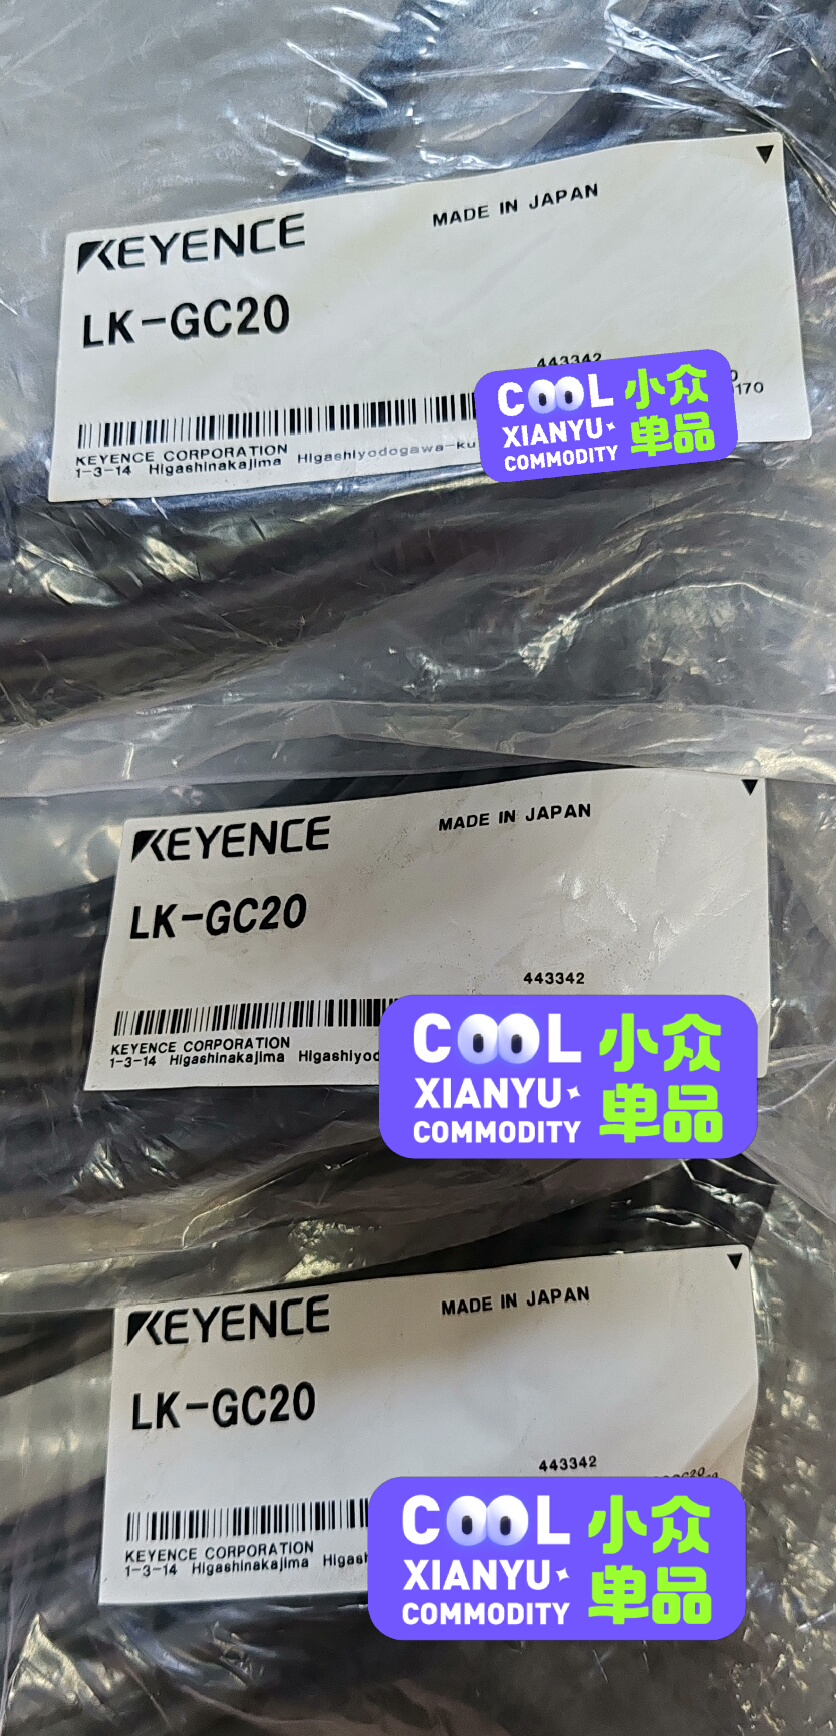 KEYENCE
MADE IN JAPAN
LK-GC20
443342
170
KEYENCE CORPORATION
1-3-14 Higashinakajima Higashiyodogawa-ku
COOL 小众
XIANYU 单品
COMMODITY
KEYENCE
MADE IN JAPAN
LK-GC20
443342
KEYENCE CORPORATION
1-3-14 Higashinakajima Higashiyod
COOL 小众
XIANYU 单品
COMMODITY
KEYENCE
MADE IN JAPAN
LK-GC20
443342
KEYENCE CORPORATION
1-3-14 Higashinakajima Higash
COOL 小众
XIANYU 单品
COMMODITY